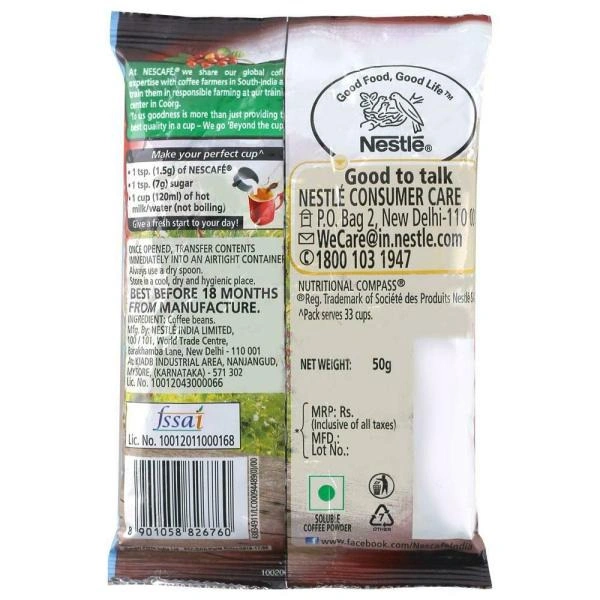 At NESCAFÉ® we share our global coff
expertise with coffee farmers in South-India a
train them in responsible farming at our traini
center in Coorg.
To us goodness is more than just providing t
best quality in a cup – We go 'Beyond the cup
Make your perfect cup^
•1 tsp. (1.5g) of NESCAFÉ®
•1 tsp. (7g) sugar
•1 cup (120ml) of hot
milk/water (not boiling)
Give a fresh start to your day!
ONCE OPENED, TRANSFER CONTENTS
IMMEDIATELY INTO AN AIRTIGHT CONTAINER
Always use a dry spoon.
Store in a cool, dry and hygienic place.
BEST BEFORE 18 MONTHS
FROM MANUFACTURE.
INGREDIENT: Coffee beans.
Mfg. By: NESTLÉ INDIA LIMITED,
100 / 101, World Trade Centre,
Barakhamba Lane, New Delhi - 110 001
At: KIADB INDUSTRIAL AREA, NANJANGUD,
MYSORE, (KARNATAKA) - 571 302
Lic. No. 10012043000066
fssai
Lic. No. 10012011000168
8 901058 826760
Good Food, Good Life™
Nestlé®
Good to talk
NESTLÉ CONSUMER CARE
P.O. Bag 2, New Delhi-110 00
WeCare@in.nestle.com
1800 103 1947
NUTRITIONAL COMPASS®
®Reg. Trademark of Société des Produits Nestlé S
^Pack serves 33 cups.
NET WEIGHT: 50g
MRP: Rs.
(Inclusive of all taxes)
* MFD.:
Lot No.:
SOLUBLE
COFFEE POWDER
7
OTHER
www.facebook.com/NescafeIndia
10020